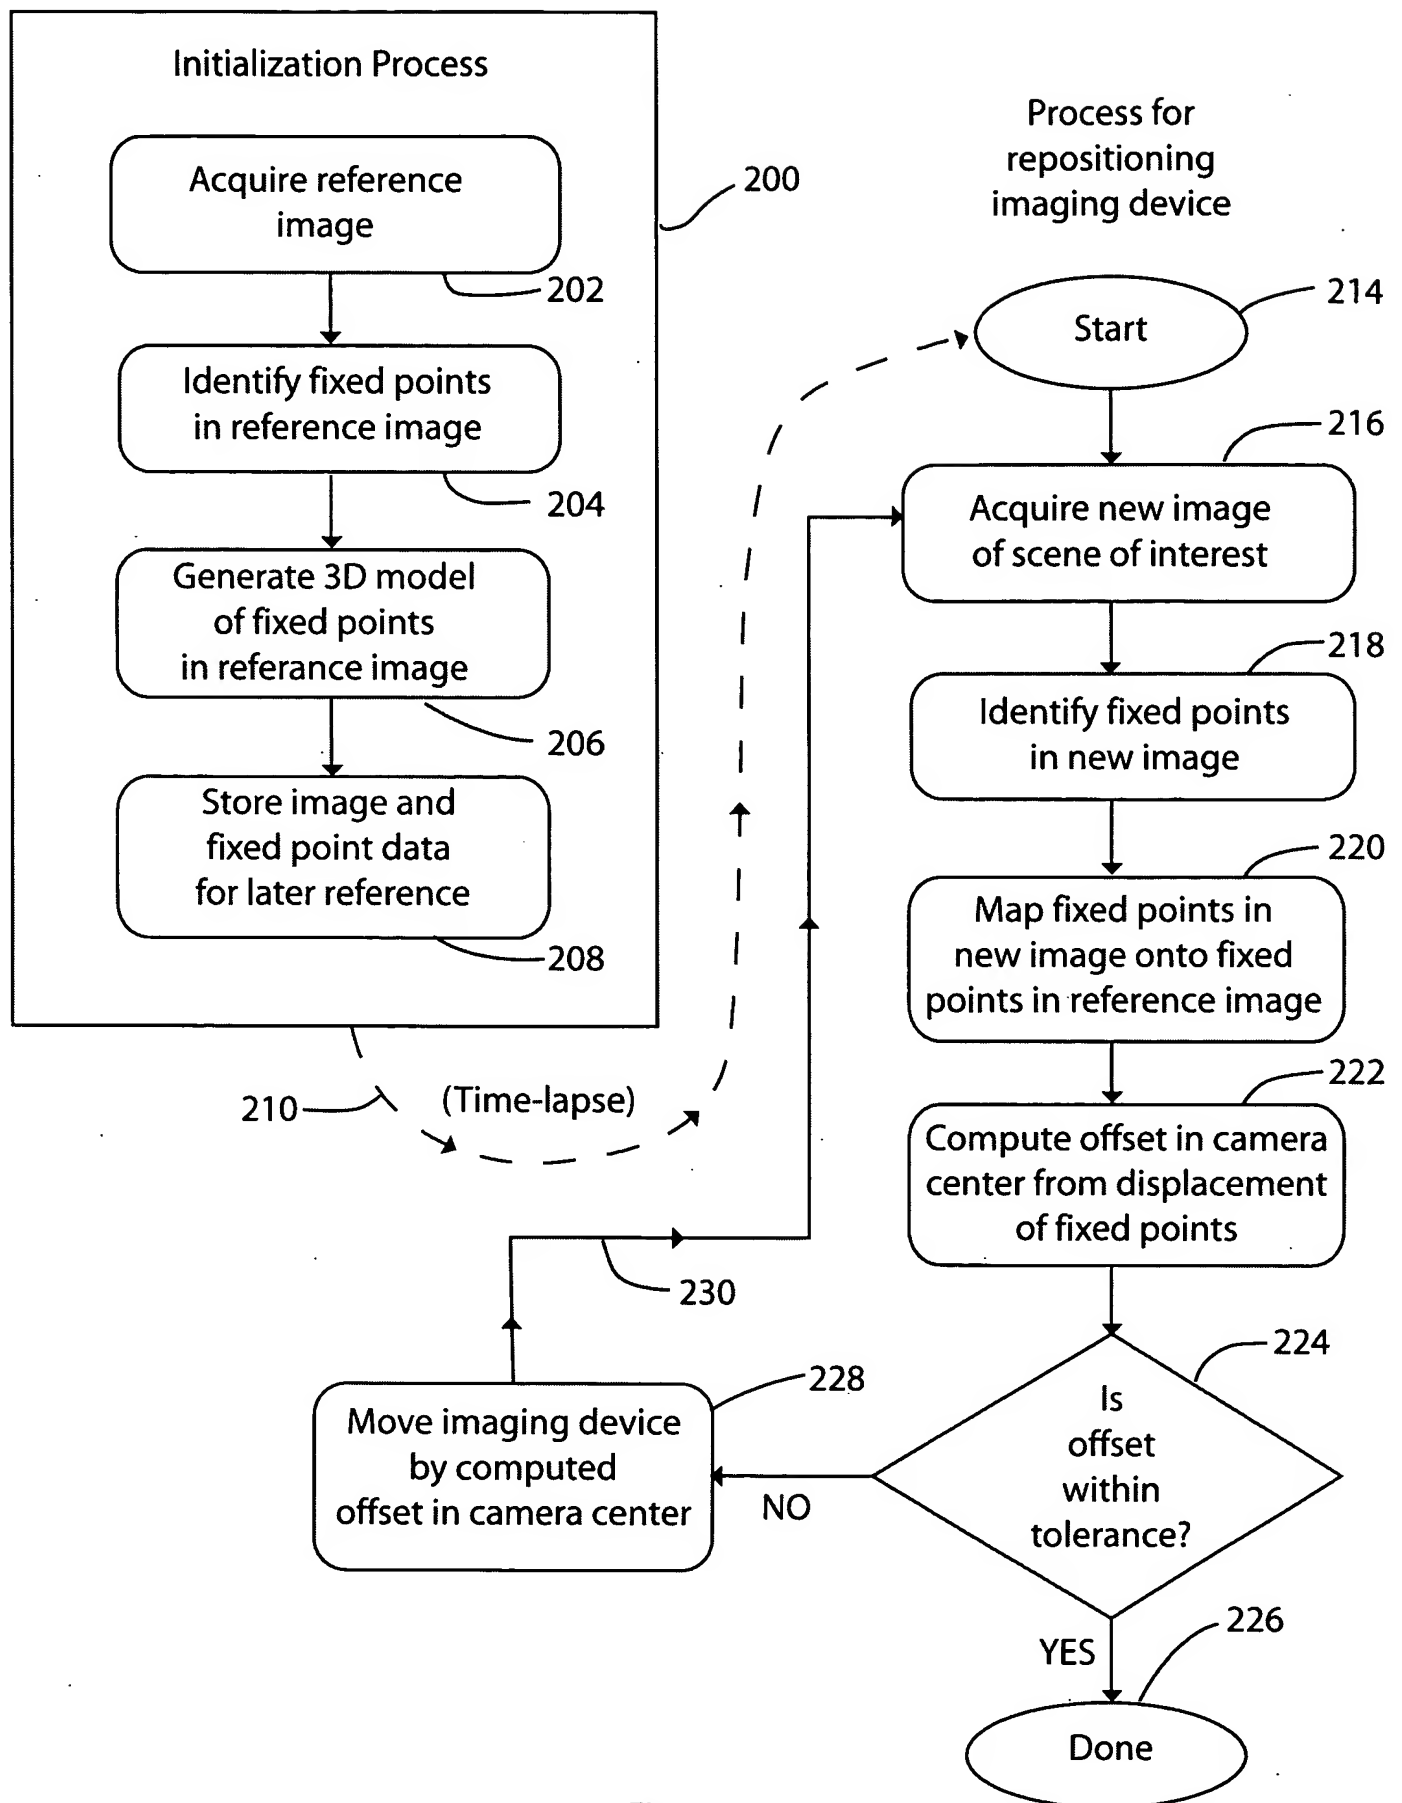 Initialization Process
Acquire reference
image
200
202
Identify fixed points
in reference image
204
Generate 3D model
of fixed points
in referance image
206
Store image and
fixed point data
for later reference
208
210
(Time-lapse)
Process for
repositioning
imaging device
Start
214
216
Acquire new image
of scene of interest
218
Identify fixed points
in new image
220
Map fixed points in
new image onto fixed
points in reference image
222
Compute offset in camera
center from displacement
of fixed points
224
Is
offset
within
tolerance?
NO
228
Move imaging device
by computed
offset in camera center
230
YES
226
Done